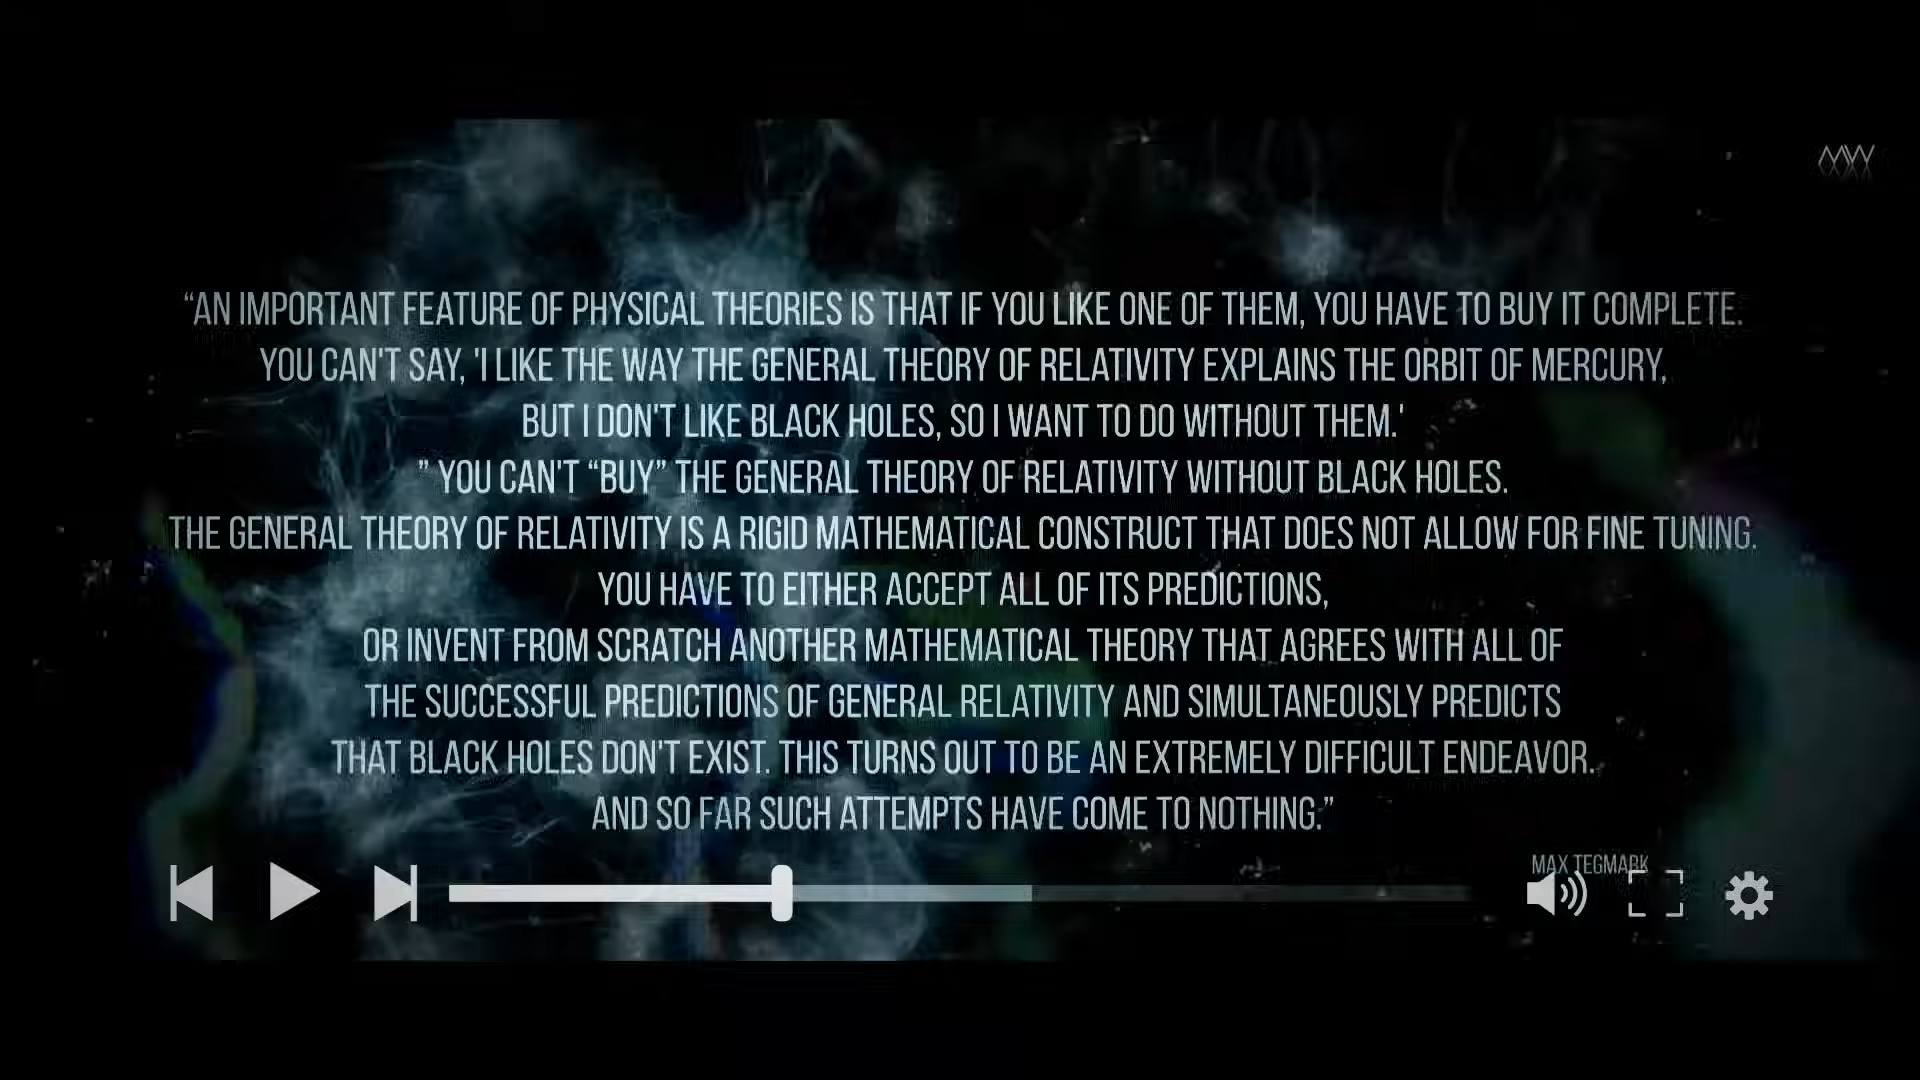 “AN IMPORTANT FEATURE OF PHYSICAL THEORIES IS THAT IF YOU LIKE ONE OF THEM, YOU HAVE TO BUY IT COMPLETE.
YOU CAN'T SAY, 'I LIKE THE WAY THE GENERAL THEORY OF RELATIVITY EXPLAINS THE ORBIT OF MERCURY,
BUT I DON'T LIKE BLACK HOLES, SO I WANT TO DO WITHOUT THEM.'
” YOU CAN'T “BUY” THE GENERAL THEORY OF RELATIVITY WITHOUT BLACK HOLES.
THE GENERAL THEORY OF RELATIVITY IS A RIGID MATHEMATICAL CONSTRUCT THAT DOES NOT ALLOW FOR FINE TUNING.
YOU HAVE TO EITHER ACCEPT ALL OF ITS PREDICTIONS,
OR INVENT FROM SCRATCH ANOTHER MATHEMATICAL THEORY THAT AGREES WITH ALL OF
THE SUCCESSFUL PREDICTIONS OF GENERAL RELATIVITY AND SIMULTANEOUSLY PREDICTS
THAT BLACK HOLES DON'T EXIST. THIS TURNS OUT TO BE AN EXTREMELY DIFFICULT ENDEAVOR.
AND SO FAR SUCH ATTEMPTS HAVE COME TO NOTHING.”
MAX TEGMARK